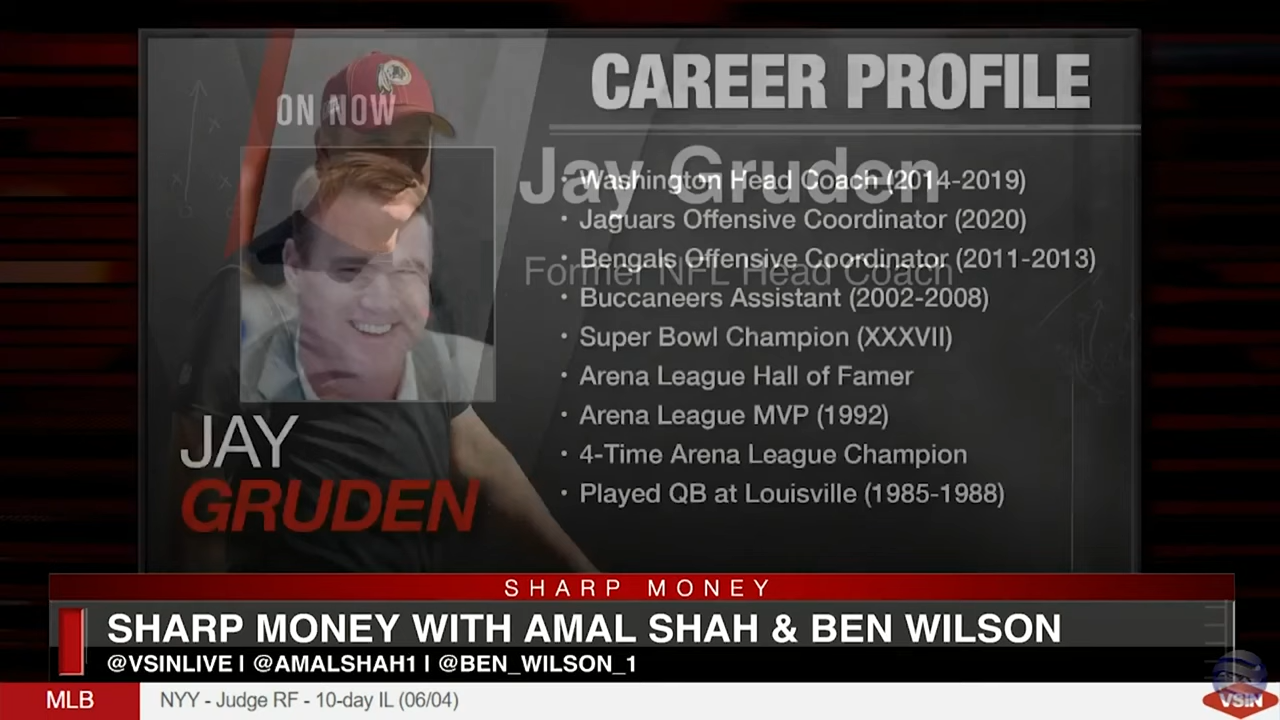 CAREER PROFILE
ON NOW
Jay Gruden
Former NFL Head Coach
• Washington Head Coach (2014-2019)
• Jaguars Offensive Coordinator (2020)
• Bengals Offensive Coordinator (2011-2013)
• Buccaneers Assistant (2002-2008)
• Super Bowl Champion (XXXVII)
• Arena League Hall of Famer
• Arena League MVP (1992)
• 4-Time Arena League Champion
• Played QB at Louisville (1985-1988)
JAY
GRUDEN
SHARP MONEY
SHARP MONEY WITH AMAL SHAH & BEN WILSON
@VSINLIVE | @AMALSHAH1 | @BEN_WILSON_1
MLB NYY - Judge RF - 10-day IL (06/04)
VSiN